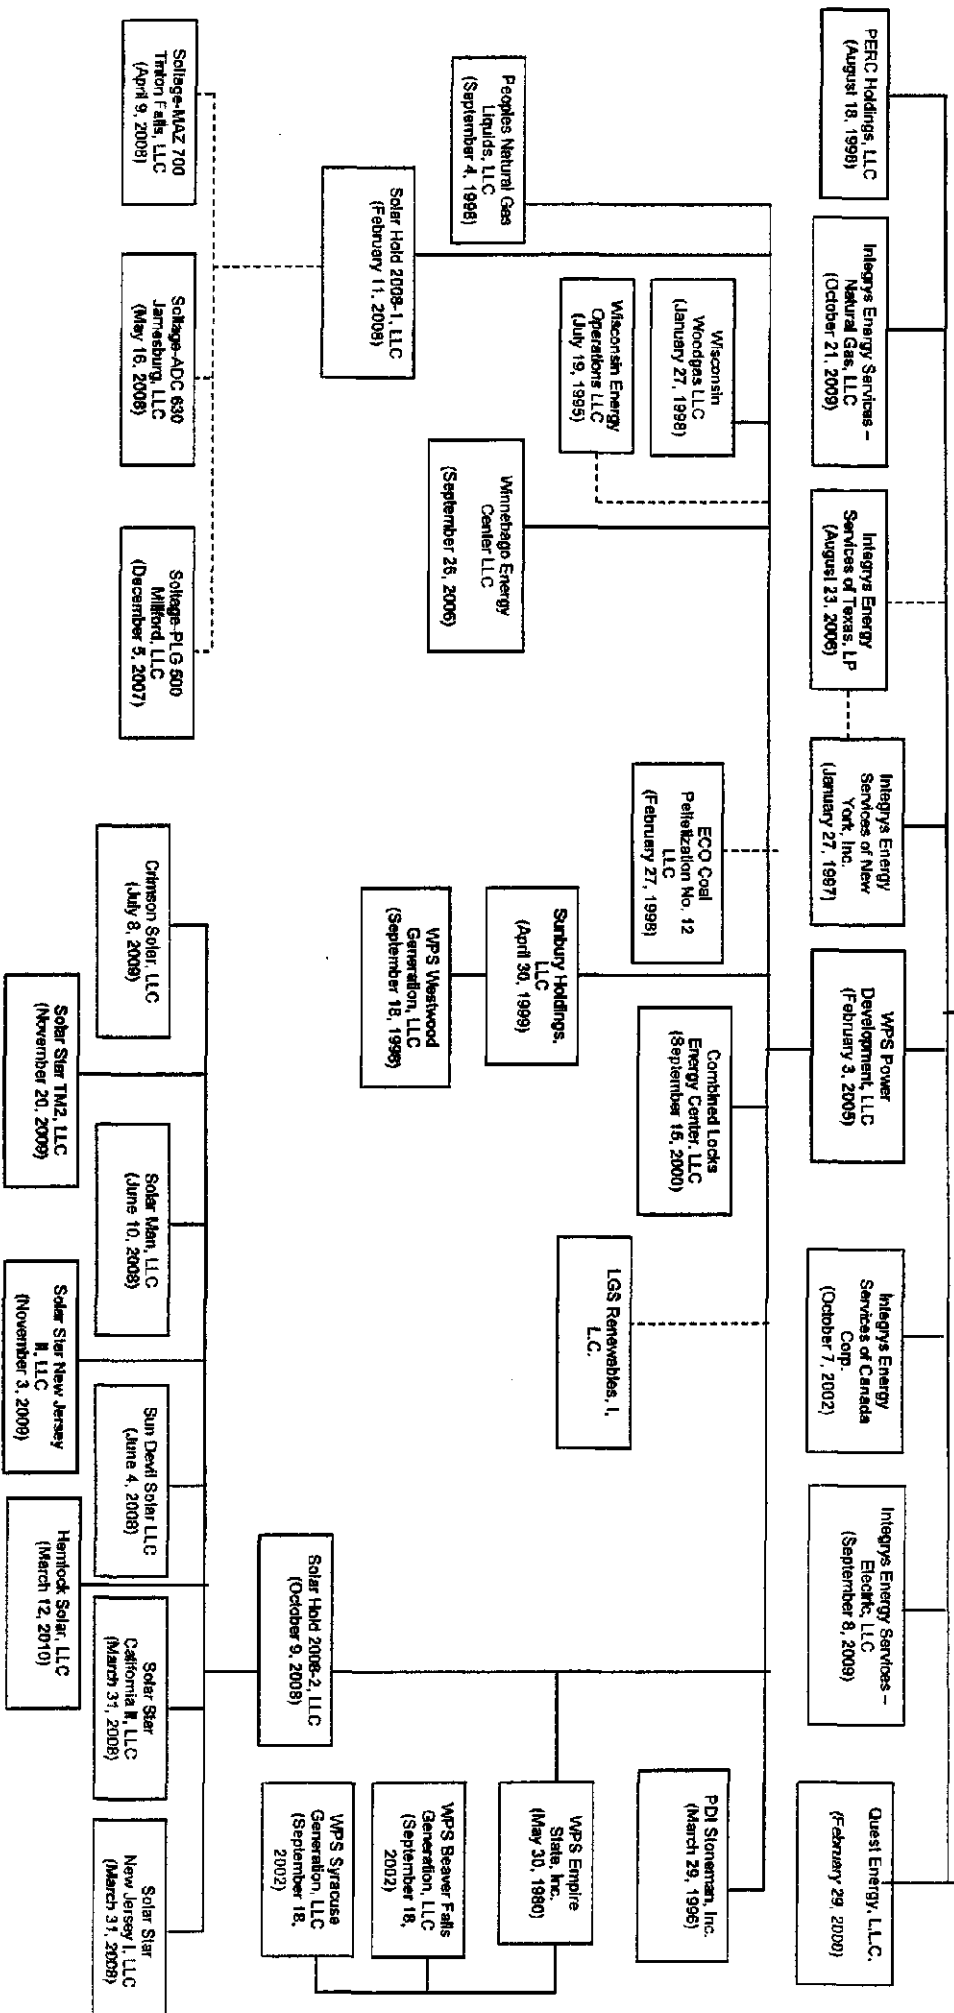 PERC Holdings, LLC
(August 18, 1998)
Integrys Energy Services –
Natural Gas, LLC
(October 21, 2009)
Integrys Energy
Services of Texas, LP
(August 23, 2006)
Integrys Energy
Services of New
York, Inc.
(January 27, 1997)
WPS Power
Development, LLC
(February 3, 2005)
Integrys Energy
Services of Canada
Corp.
(October 7, 2002)
Integrys Energy Services –
Electric, LLC
(September 8, 2009)
Quest Energy, L.L.C.
(February 29, 2000)
Peoples Natural Gas
Liquids, LLC
(September 4, 1998)
Solar Hold 2008-1, LLC
(February 11, 2008)
Wisconsin
Woodgas LLC
(January 27, 1998)
Wisconsin Energy
Operations LLC
(July 19, 1995)
Winnebago Energy
Center LLC
(September 26, 2006)
ECO Coal
Pelletization No. 12
LLC
(February 27, 1998)
Sunbury Holdings,
LLC
(April 30, 1999)
WPS Westwood
Generation, LLC
(September 18, 1998)
Combined Locks
Energy Center, LLC
(September 15, 2000)
LGS Renewables, I,
L.C.
PDI Stoneman, Inc.
(March 29, 1996)
WPS Empire
State, Inc.
(May 30, 1980)
WPS Beaver Falls
Generation, LLC
(September 18,
2002)
WPS Syracuse
Generation, LLC
(September 18,
2002)
Solar Hold 2008-2, LLC
(October 9, 2008)
Soltage-MAZ 700
Tinton Falls, LLC
(April 9, 2008)
Soltage-ADC 630
Jamesburg, LLC
(May 16, 2008)
Soltage-PLG 500
Millford, LLC
(December 5, 2007)
Crimson Solar, LLC
(July 8, 2009)
Solar Man, LLC
(June 10, 2008)
Sun Devil Solar LLC
(June 4, 2008)
Solar Star
California II, LLC
(March 31, 2008)
Solar Star
New Jersey I, LLC
(March 31, 2008)
Solar Star TM2, LLC
(November 20, 2009)
Solar Star New Jersey
II, LLC
(November 3, 2009)
Hemlock Solar, LLC
(March 12, 2010)